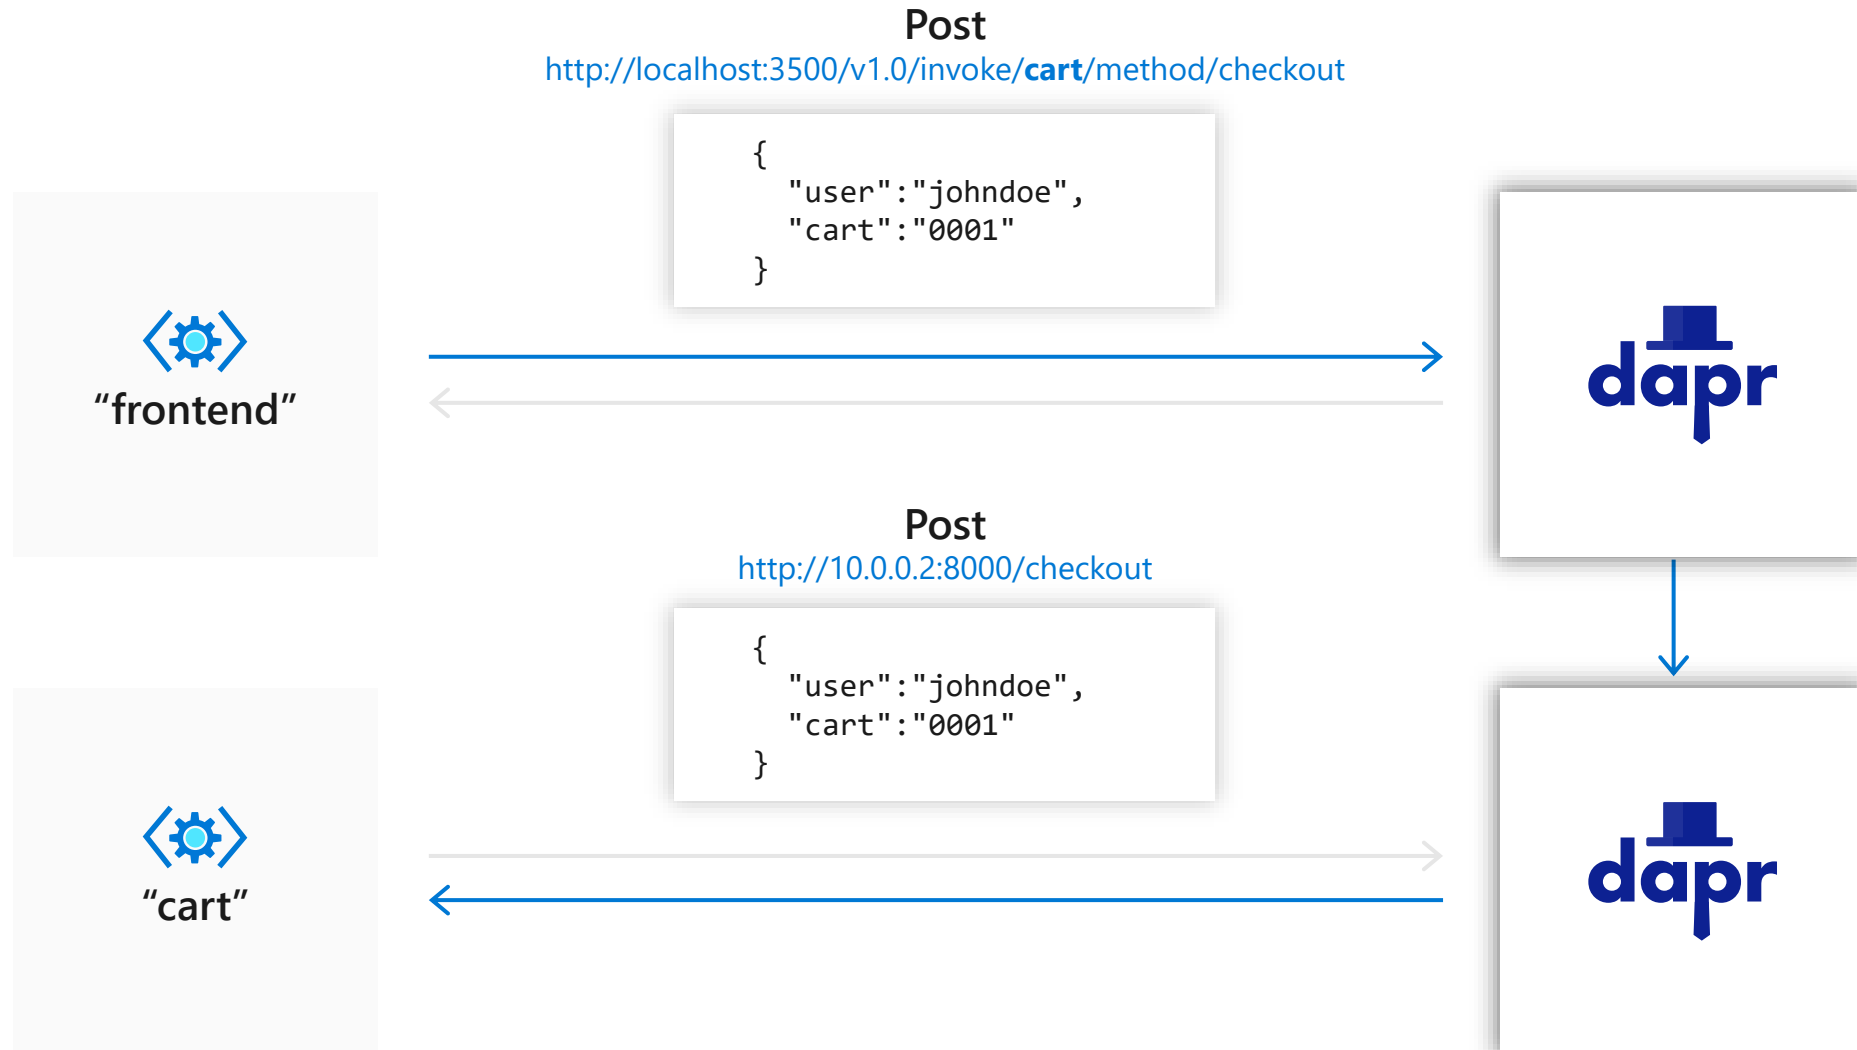 Post
http://localhost:3500/v1.0/invoke/cart/method/checkout
{
"user":"johndoe",
"cart":"0001"
}
“frontend”
dapr
Post
http://10.0.0.2:8000/checkout
{
"user":"johndoe",
"cart":"0001"
}
“cart”
dapr